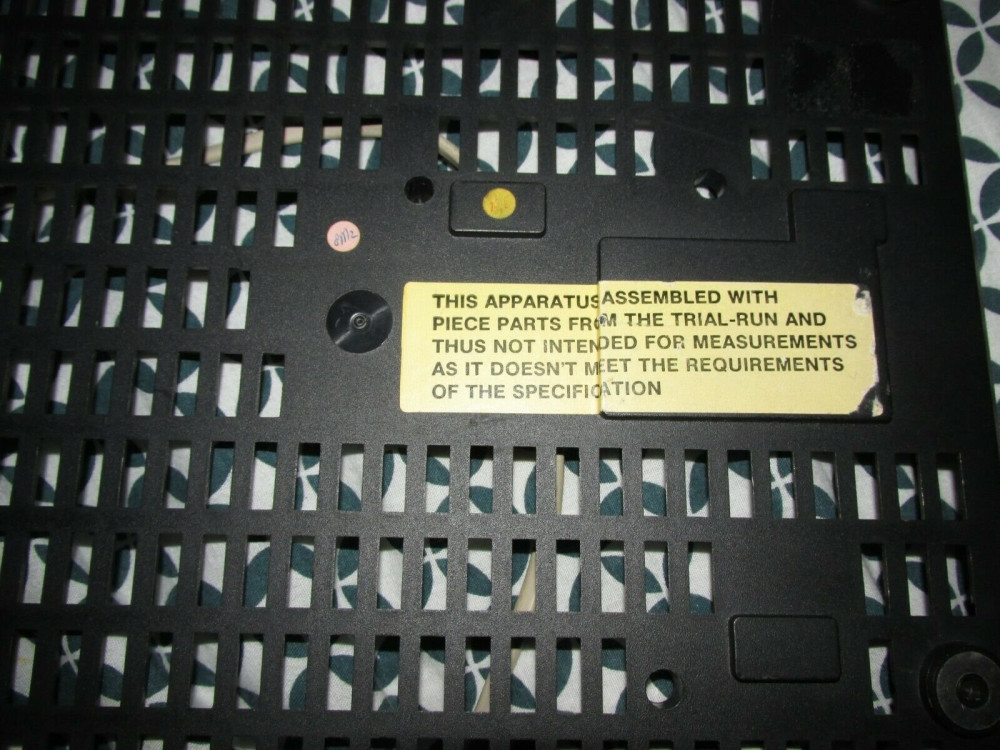 THIS APPARATUS ASSEMBLED WITH
PIECE PARTS FROM THE TRIAL-RUN AND
THUS NOT INTENDED FOR MEASUREMENTS
AS IT DOESN'T MEET THE REQUIREMENTS
OF THE SPECIFICATION